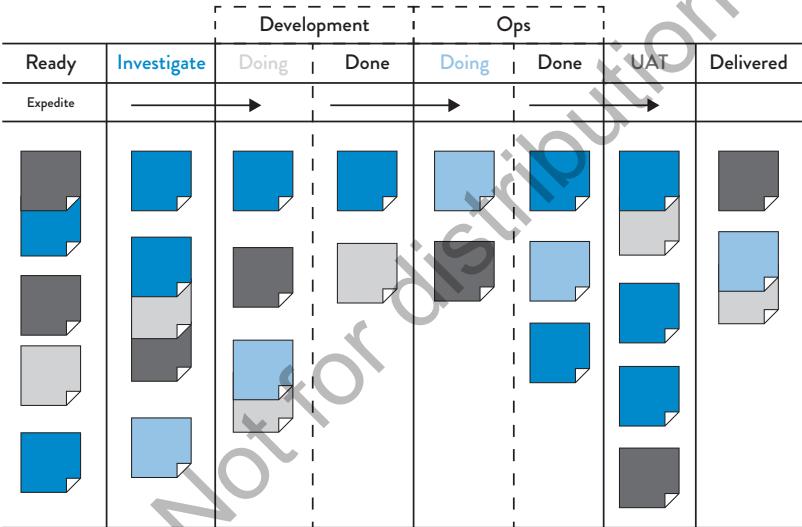 Development Ops
Ready Investigate Doing Done Doing Done UAT Delivered
Expedite
Not for distribution